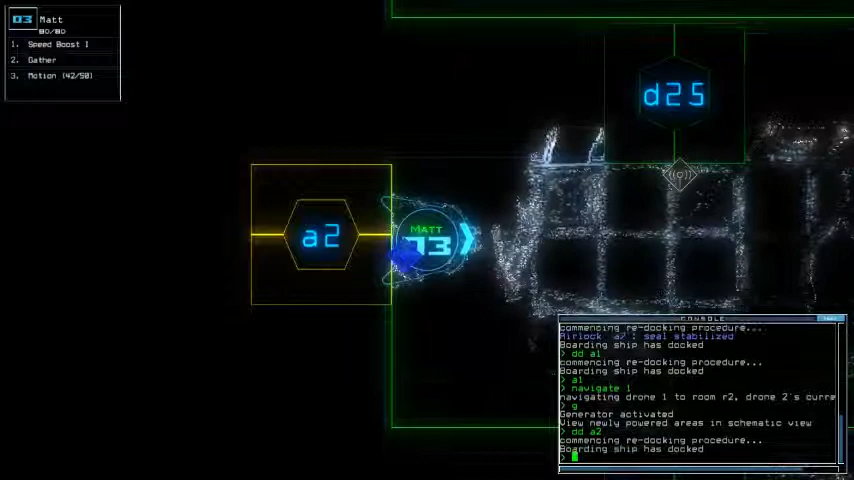 03 Matt
80/80
1. Speed Boost I
2. Gather
3. Motion (42/50)
d25
a2
MATT
03
CONSOLE
commencing re-docking procedure...
Airlock a2 : seal stabilized
Boarding ship has docked
> dd a1
commencing re-docking procedure...
Boarding ship has docked
> a1
> navigate 1
navigating drone 1 to room r2, drone 2's curre
> g
Generator activated
View newly powered areas in schematic view
> dd a2
commencing re-docking procedure...
Boarding ship has docked
>